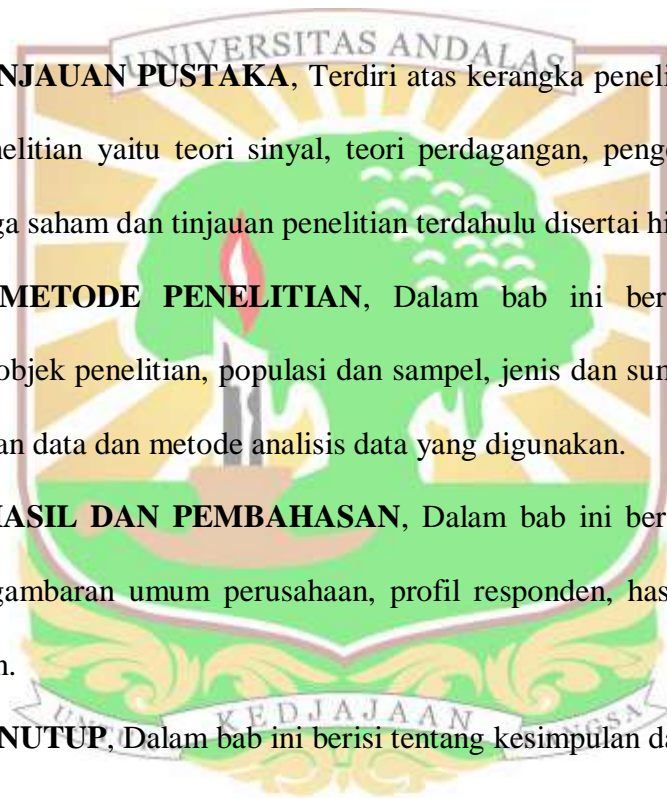 UNIVERSITAS ANDALAS
NJAUAN PUSTAKA, Terdiri atas kerangka peneli
nelitian yaitu teori sinyal, teori perdagangan, peng
ga saham dan tinjauan penelitian terdahulu disertai hi
METODE PENELITIAN, Dalam bab ini ber
objek penelitian, populasi dan sampel, jenis dan su
an data dan metode analisis data yang digunakan.
HASIL DAN PEMBAHASAN, Dalam bab ini ber
gambaran umum perusahaan, profil responden, has
n.
KEDJAJAAN
NUTUP, Dalam bab ini berisi tentang kesimpulan da